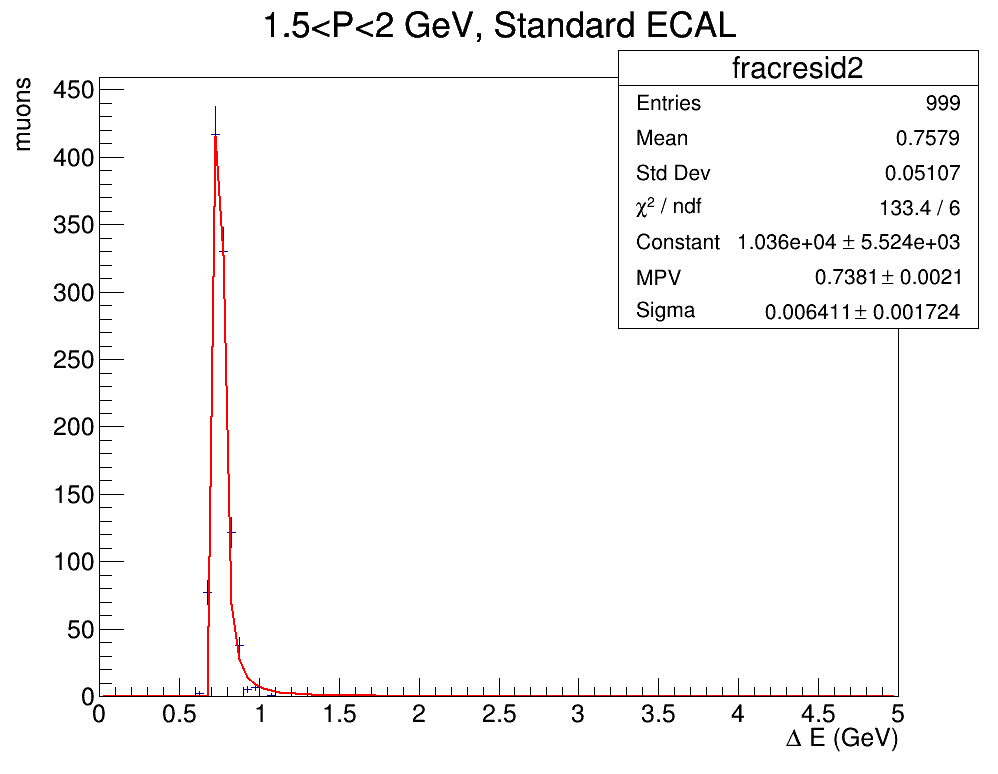 1.5<P<2 GeV, Standard ECAL
fracresid2
Entries 999
Mean 0.7579
Std Dev 0.05107
χ² / ndf 133.4 / 6
Constant 1.036e+04 ± 5.524e+03
MPV 0.7381 ± 0.0021
Sigma 0.006411 ± 0.001724
muons
450
400
350
300
250
200
150
100
50
0
0 0.5 1 1.5 2 2.5 3 3.5 4 4.5 5
Δ E (GeV)